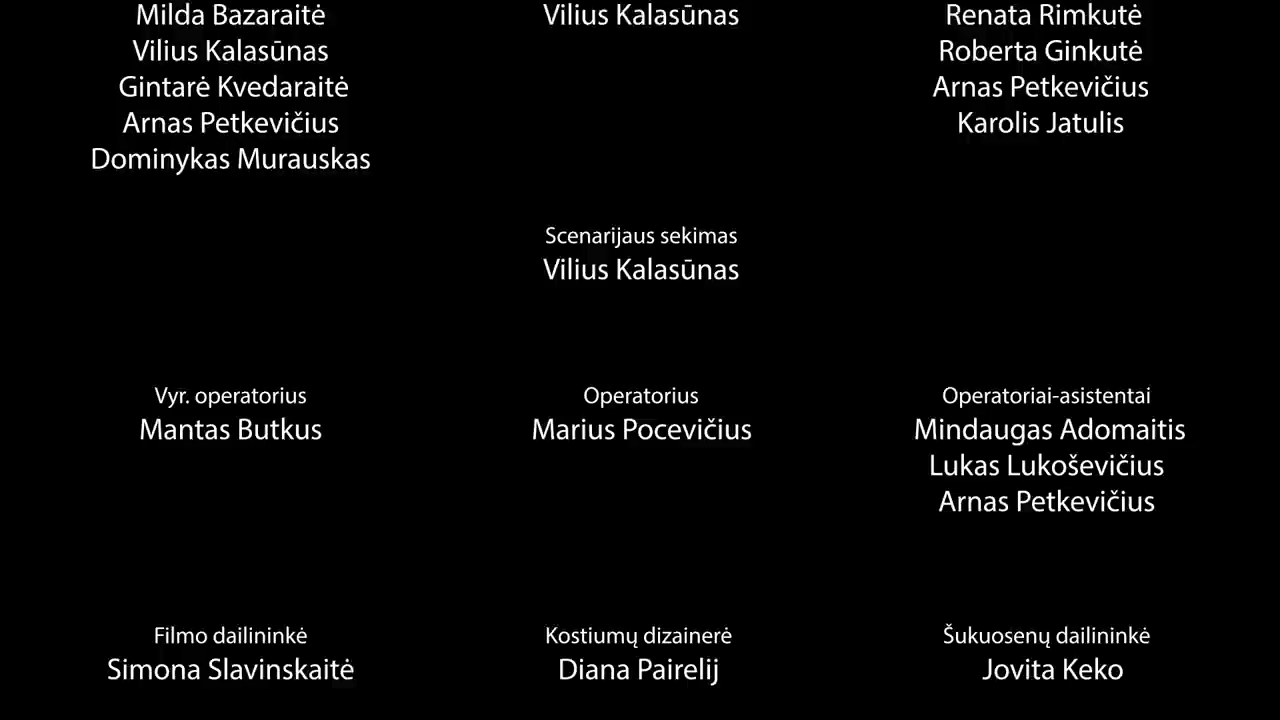 Milda Bazaraitė
Vilius Kalasūnas
Gintarė Kvedaraitė
Arnas Petkevičius
Dominykas Murauskas
Vilius Kalasūnas
Renata Rimkutė
Roberta Ginkutė
Arnas Petkevičius
Karolis Jatulis
Scenarijaus sekimas
Vilius Kalasūnas
Vyr. operatorius
Mantas Butkus
Operatorius
Marius Pocevičius
Operatoriai-asistentai
Mindaugas Adomaitis
Lukas Lukoševičius
Arnas Petkevičius
Filmo dailininkė
Simona Slavinskaitė
Kostiumų dizainerė
Diana Pairelij
Šukuosenų dailininkė
Jovita Keko